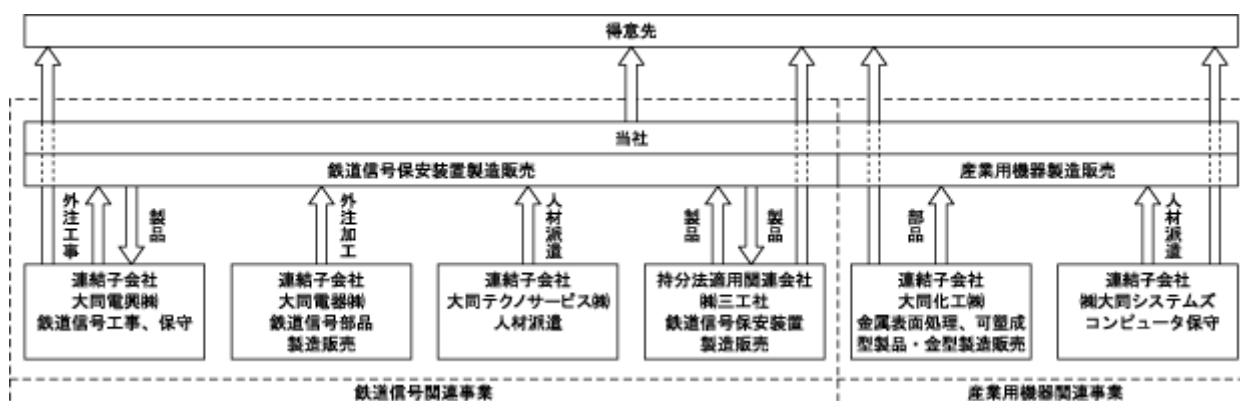 得意先
当社
鉄道信号保安装置製造販売
産業用機器製造販売
外注工事
製品
外注加工
人材派遣
製品
製品
部品
人材派遣
連結子会社
大同電興㈱
鉄道信号工事、保守
連結子会社
大同電器㈱
鉄道信号部品
製造販売
連結子会社
大同テクノサービス㈱
人材派遣
持分法適用関連会社
㈱三工社
鉄道信号保安装置
製造販売
連結子会社
大同化工㈱
金属表面処理、可塑成
型製品・金型製造販売
連結子会社
㈱大同システムズ
コンピュータ保守
鉄道信号関連事業
産業用機器関連事業